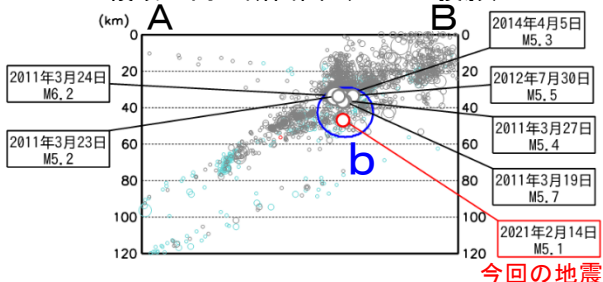 (km)
A
B
0
20
40
60
80
100
120
0
20
40
60
80
100
120
2011年3月24日
M6.2
2011年3月23日
M5.2
2014年4月5日
M5.3
2012年7月30日
M5.5
2011年3月27日
M5.4
2011年3月19日
M5.7
2021年2月14日
M5.1
b
今回の地震